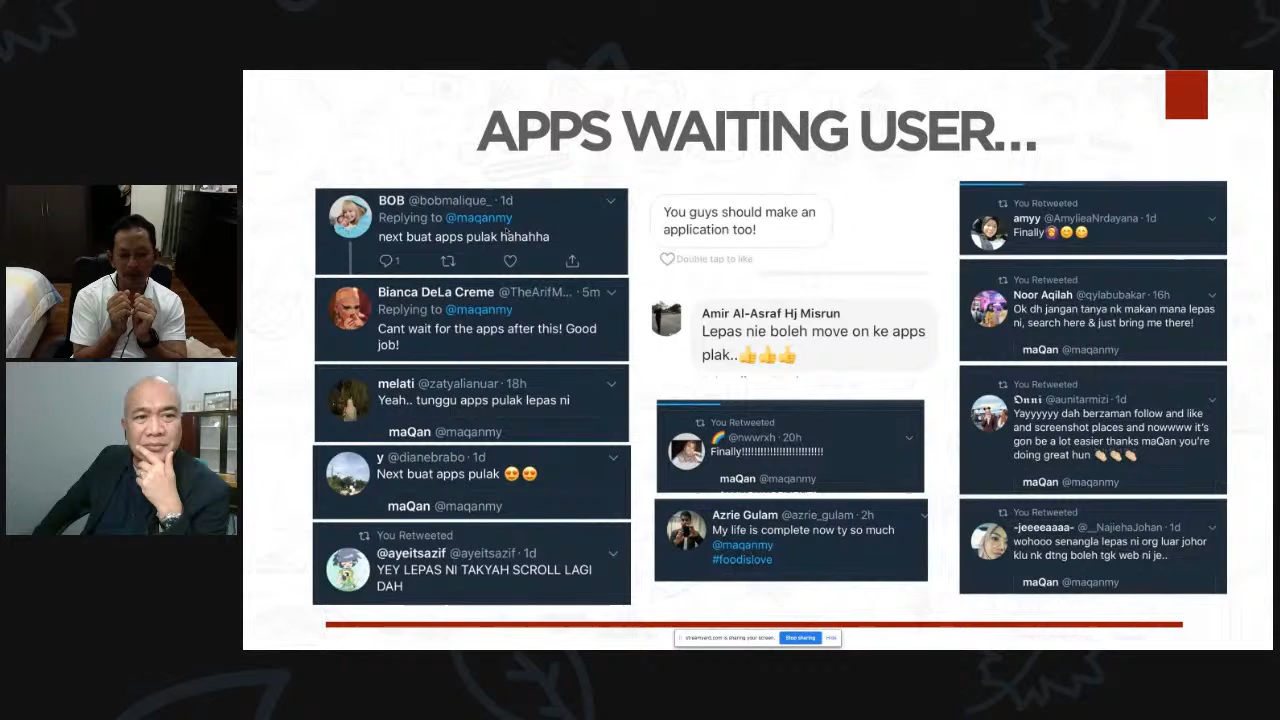 APPS WAITING USER...
BOB @bobmalique_ · 1d
Replying to @maqanmy
next buat apps pulak hahahha
1
Bianca DeLa Creme @TheArifM... · 5m
Replying to @maqanmy
Cant wait for the apps after this! Good
job!
melati @zatyalianuar · 18h
Yeah.. tunggu apps pulak lepas ni
maQan @maqanmy
y @dianebrabo · 1d
Next buat apps pulak 😍😍
maQan @maqanmy
You Retweeted
@ayeitsazif @ayeitsazif · 1d
YEY LEPAS NI TAKYAH SCROLL LAGI
DAH
You guys should make an
application too!
Double tap to like
Amir Al-Asraf Hj Misrun
Lepas nie boleh move on ke apps
plak..👍👍👍
You Retweeted
🌈 @nwwrxh · 20h
Finally!!!!!!!!!!!!!!!!!!!!!!!!!!
maQan @maqanmy
Azrie Gulam @azrie_gulam · 2h
My life is complete now ty so much
@maqanmy
#foodislove
You Retweeted
amyy @AmylieaNrdayana · 1d
Finally
You Retweeted
Noor Aqilah @qylabubakar · 16h
Ok dh jangan tanya nk makan mana lepas
ni, search here & just bring me there!
maQan @maqanmy
You Retweeted
𝕺𝖚𝖓𝖎 @aunitarmizi · 1d
Yayyyyyy dah berzaman follow and like
and screenshot places and nowwww it's
gon be a lot easier thanks maQan you're
doing great hun 👏🏻👏🏻👏🏻
maQan @maqanmy
You Retweeted
-jeeeeaaaa- @__NajiehaJohan · 1d
wohooo senangla lepas ni org luar johor
klu nk dtng boleh tgk web ni je..
maQan @maqanmy
streamyard.com is sharing your screen. Stop sharing Hide